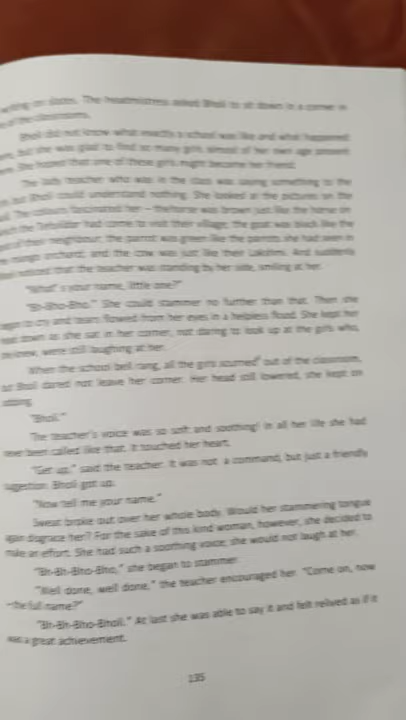 writing on slates. The headmistress asked Bholi to sit down in a corner in
of the classrooms.
Bholi did not know what exactly a school was like and what happened
but she was glad to find so many girls almost of her own age present
She hoped that one of these girls might become her friend.
The lady teacher who was in the class was saying something to the
but Bholi could understand nothing. She looked at the pictures on the
The colours fascinated her — the horse was brown just like the horse on
the Tehsildar had come to visit their village; the goat was black like the
of their neighbour; the parrot was green like the parrots she had seen in
mango orchard; and the cow was just like their Lakshmi. And suddenly
noticed that the teacher was standing by her side, smiling at her.
"What's your name, little one?"
"Bh-Bho-Bho." She could stammer no further than that. Then she
began to cry and tears flowed from her eyes in a helpless flood. She kept her
head down as she sat in her corner, not daring to look up at the girls who,
she knew, were still laughing at her.
When the school bell rang, all the girls scurried out of the classroom,
but Bholi dared not leave her corner. Her head still lowered, she kept on
sobbing.
"Bholi."
The teacher's voice was so soft and soothing! In all her life she had
never been called like that. It touched her heart.
"Get up," said the teacher. It was not a command, but just a friendly
suggestion. Bholi got up.
"Now tell me your name."
Sweat broke out over her whole body. Would her stammering tongue
again disgrace her? For the sake of this kind woman, however, she decided to
make an effort. She had such a soothing voice; she would not laugh at her.
"Bh-Bh-Bho-Bho," she began to stammer.
"Well done, well done," the teacher encouraged her. "Come on, now
— the full name?"
"Bh-Bh-Bho-Bholi." At last she was able to say it and felt relived as if it
was a great achievement.
135